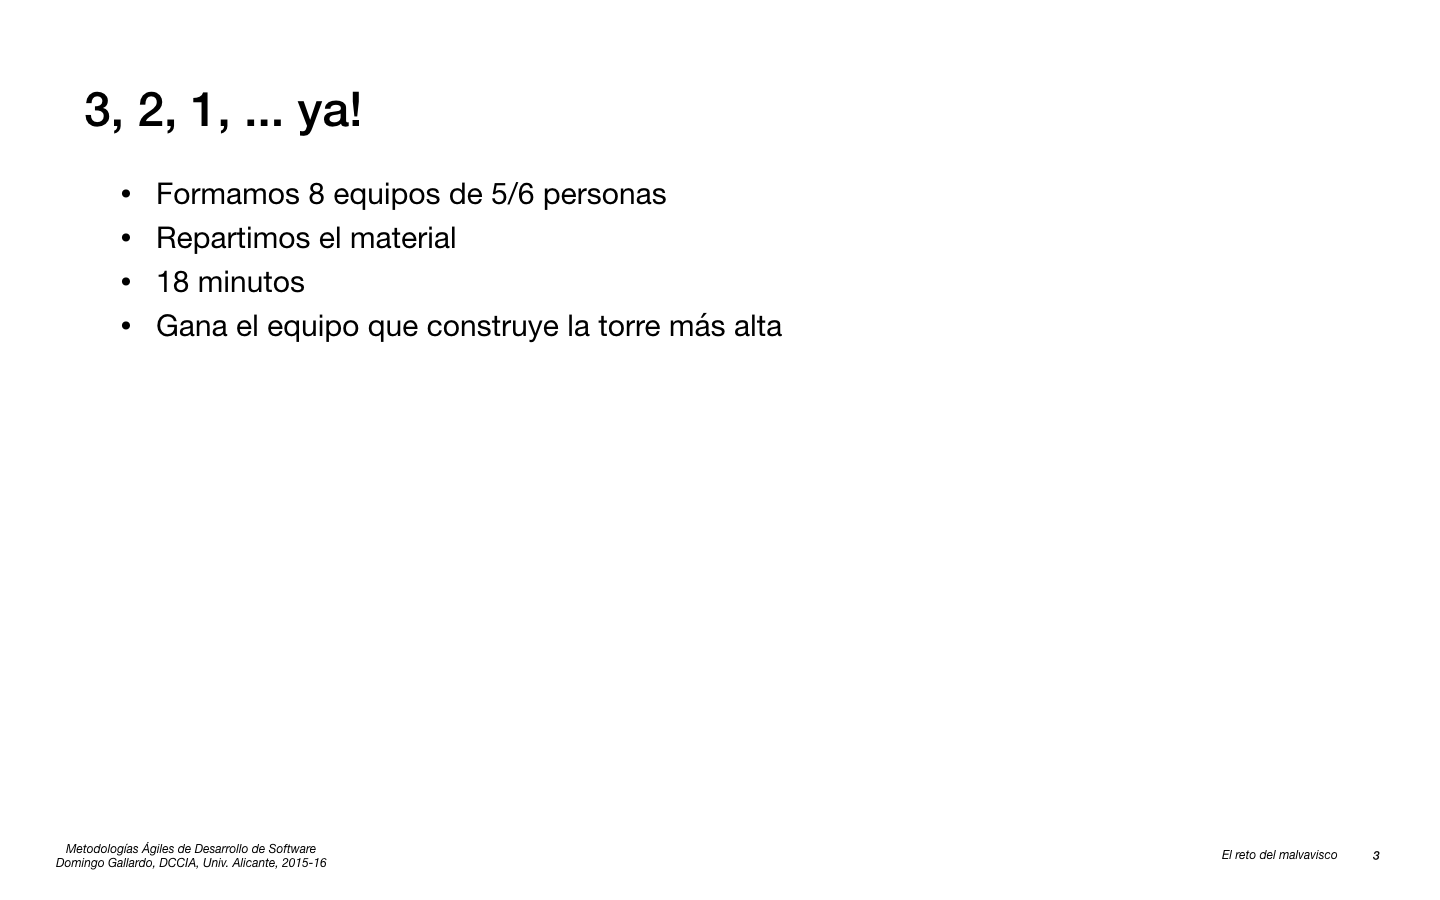 3, 2, 1, ... ya!
• Formamos 8 equipos de 5/6 personas
• Repartimos el material
• 18 minutos
• Gana el equipo que construye la torre más alta
Metodologías Ágiles de Desarrollo de Software
Domingo Gallardo, DCCIA, Univ. Alicante, 2015-16
El reto del malvavisco 3